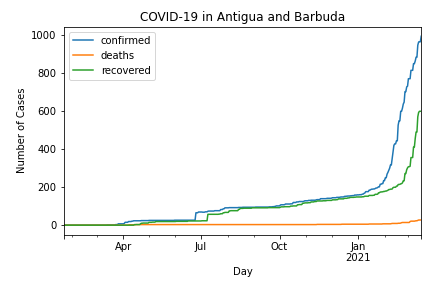 COVID-19 in Antigua and Barbuda
confirmed
deaths
recovered
Number of Cases
1000
800
600
400
200
0
Apr
Jul
Oct
Jan
2021
Day